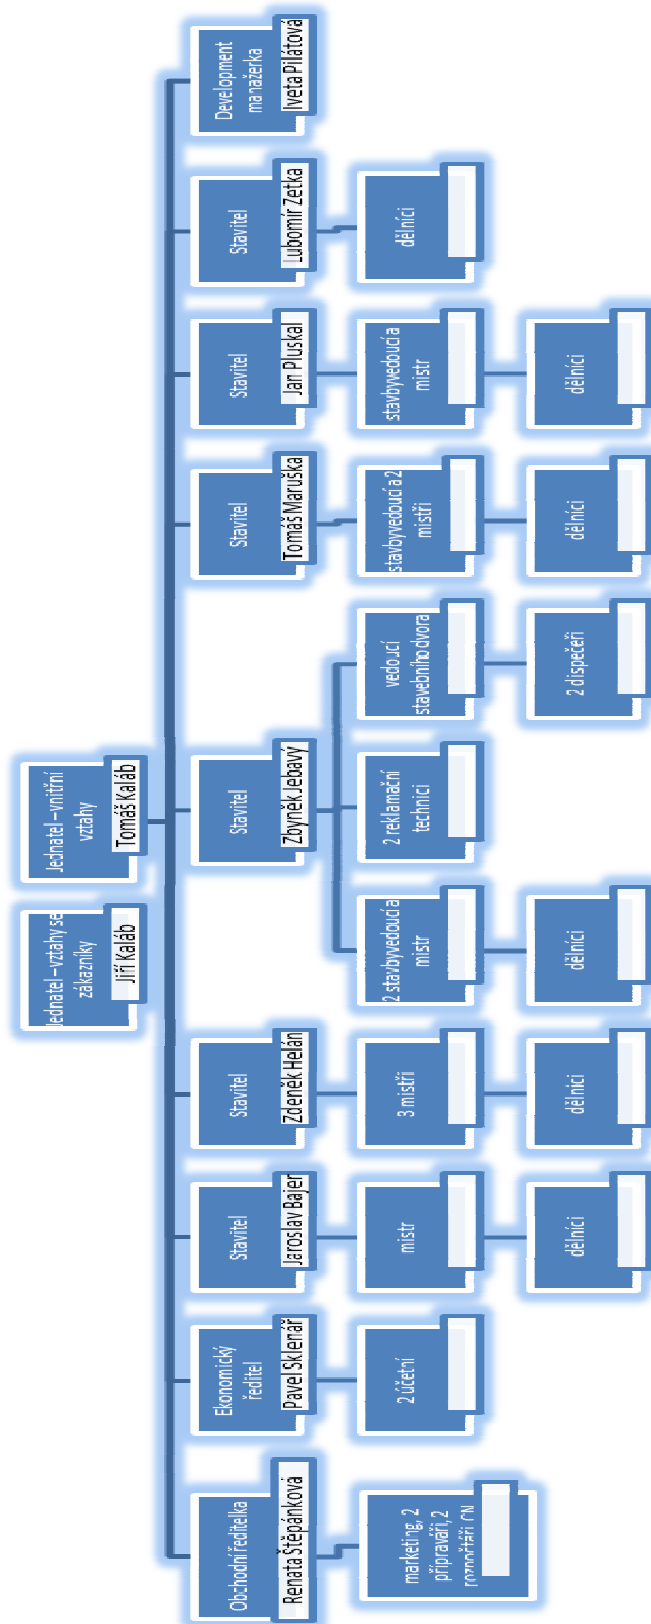 Jednatel – vztahy se
zákazníky
Jiří Kaláb
Jednatel – vnitřní
vztahy
Tomáš Kaláb
Obchodní ředitelka
Renata Štěpánková
Ekonomický
ředitel
Pavel Sklenář
Stavitel
Jaroslav Bajer
Stavitel
Zdeněk Helán
Stavitel
Zbyněk Jebavý
Stavitel
Tomáš Maruška
Stavitel
Jan Pluskal
Stavitel
Lubomír Zetka
Development
manažerka
Iveta Pilátová
marketing, 2
přípraváři, 2
rozpočtáři, CN
2 účetní
mistr
3 mistři
2 stavbyvedoucí a
mistr
2 reklamační
technici
vedoucí
stavebního dvora
stavbyvedoucí a 2
mistři
stavbyvedoucí a
mistr
dělníci
dělníci
dělníci
dělníci
2 dispečeři
dělníci
dělníci